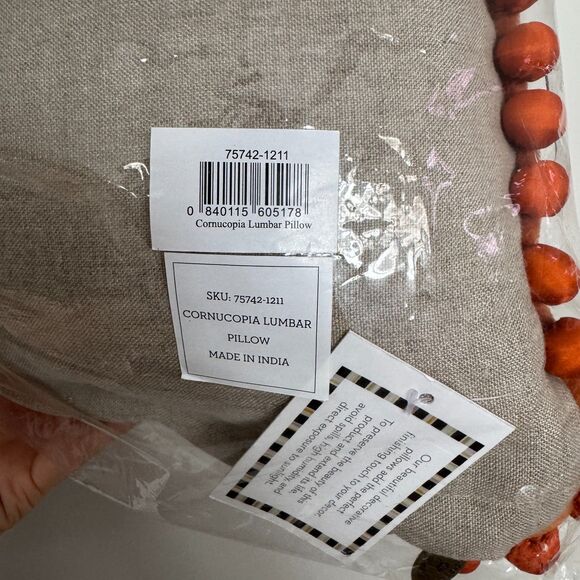 75742-1211
0 840115 605178
Cornucopia Lumbar Pillow
SKU: 75742-1211
CORNUCOPIA LUMBAR
PILLOW
MADE IN INDIA
Our beautiful decorative
pillows add the perfect
finishing touch to your decor.
To preserve the beauty of this
product and extend its life,
avoid spills, high humidity, and
direct exposure to sunlight.